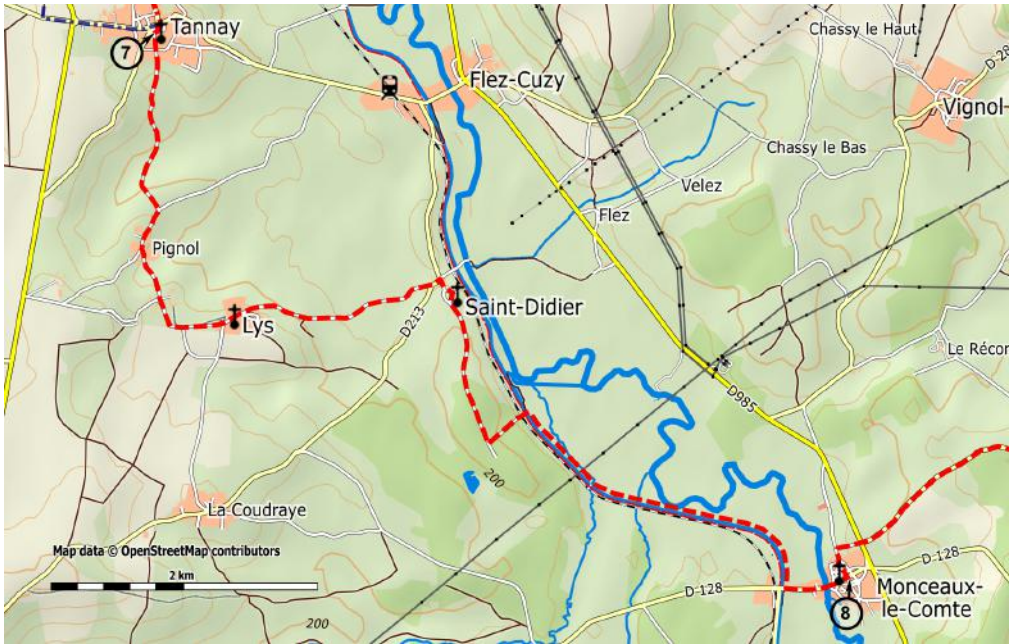 Tannay
7
Chassy le Haut
D-28
Flez-Cuzy
Vignol-
Chassy le Bas
Velez
Flez
Pignol
Saint-Didier
Lys
D213
Le Récor
D985
200
La Coudraye
Map data © OpenStreetMap contributors
2 km
D-128
D-128
Monceaux-
le-Comte
8
200